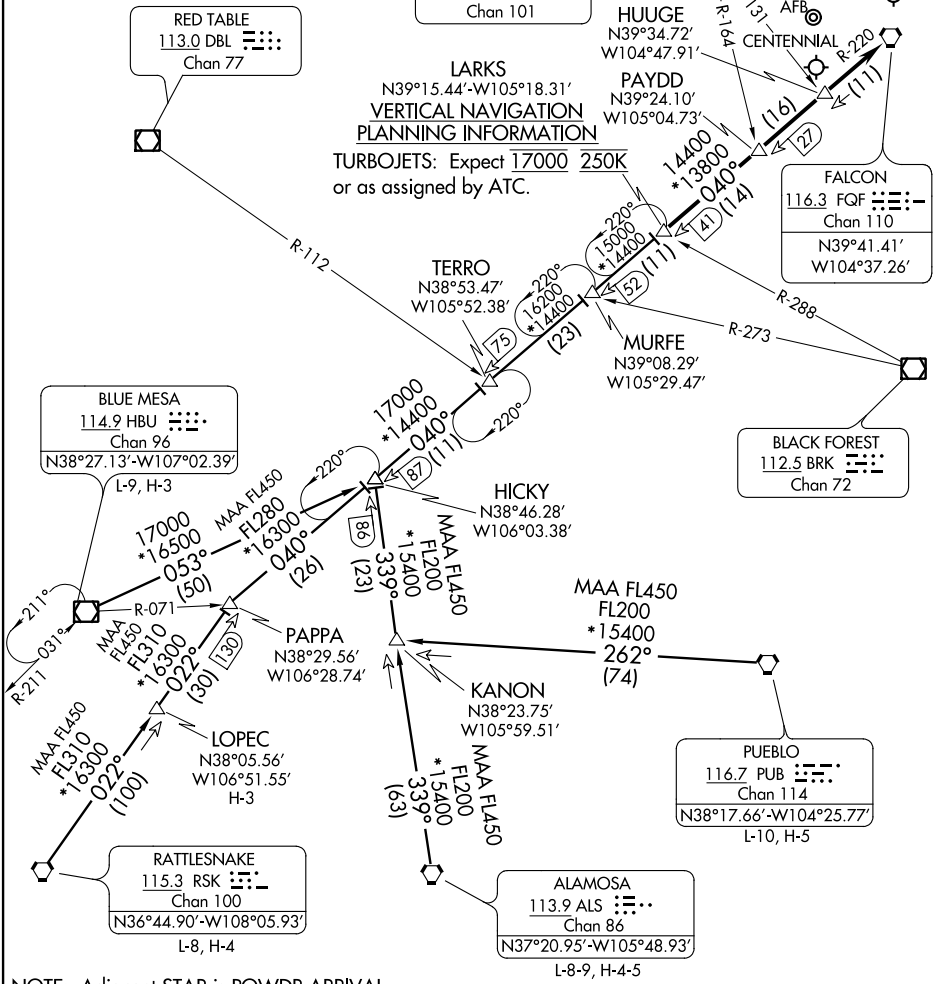 Chan 101
RED TABLE
113.0 DBL
Chan 77
HUUGE
N39°34.72'
W104°47.91'
R-164
131
AFB
CENTENNIAL
R-220
(11)
LARKS
N39°15.44'-W105°18.31'
VERTICAL NAVIGATION
PLANNING INFORMATION
TURBOJETS: Expect 17000 250K
or as assigned by ATC.
PAYDD
N39°24.10'
W105°04.73'
(16)
27
14400
*13800
040°
(14)
41
FALCON
116.3 FQF
Chan 110
N39°41.41'
W104°37.26'
220°
15000
*14400
(11)
52
R-112
TERRO
N38°53.47'
W105°52.38'
220°
16200
*14400
(23)
75
R-288
R-273
MURFE
N39°08.29'
W105°29.47'
BLACK FOREST
112.5 BRK
Chan 72
BLUE MESA
114.9 HBU
Chan 96
N38°27.13'-W107°02.39'
L-9, H-3
17000
*14400
040°
(11)
87
220°
220°
HICKY
N38°46.28'
W106°03.38'
17000
*16500
053°
(50)
MAA FL450
FL280
*16300
040°
(26)
86
MAA FL450
FL200
*15400
339°
(23)
211°
031°
R-211
R-071
PAPPA
N38°29.56'
W106°28.74'
MAA
FL450
FL310
*16300
022°
(30)
130
MAA FL450
FL200
*15400
262°
(74)
KANON
N38°23.75'
W105°59.51'
LOPEC
N38°05.56'
W106°51.55'
H-3
MAA FL450
FL310
*16300
022°
(100)
MAA FL450
FL200
*15400
339°
(63)
PUEBLO
116.7 PUB
Chan 114
N38°17.66'-W104°25.77'
L-10, H-5
RATTLESNAKE
115.3 RSK
Chan 100
N36°44.90'-W108°05.93'
L-8, H-4
ALAMOSA
113.9 ALS
Chan 86
N37°20.95'-W105°48.93'
L-8-9, H-4-5